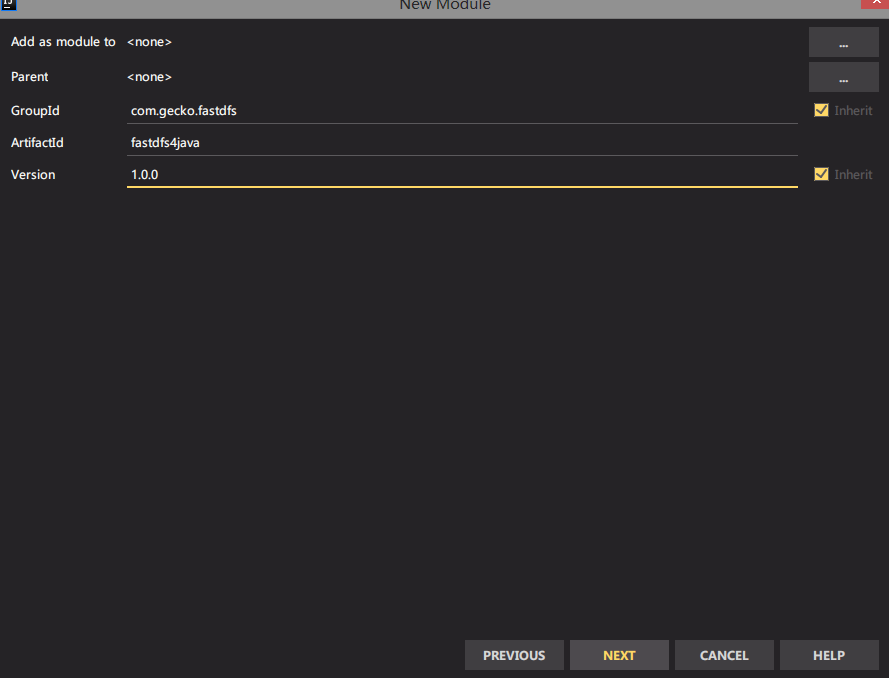 New Module
Add as module to <none> ...
Parent <none> ...
GroupId com.gecko.fastdfs Inherit
ArtifactId fastdfs4java
Version 1.0.0 Inherit
PREVIOUS NEXT CANCEL HELP